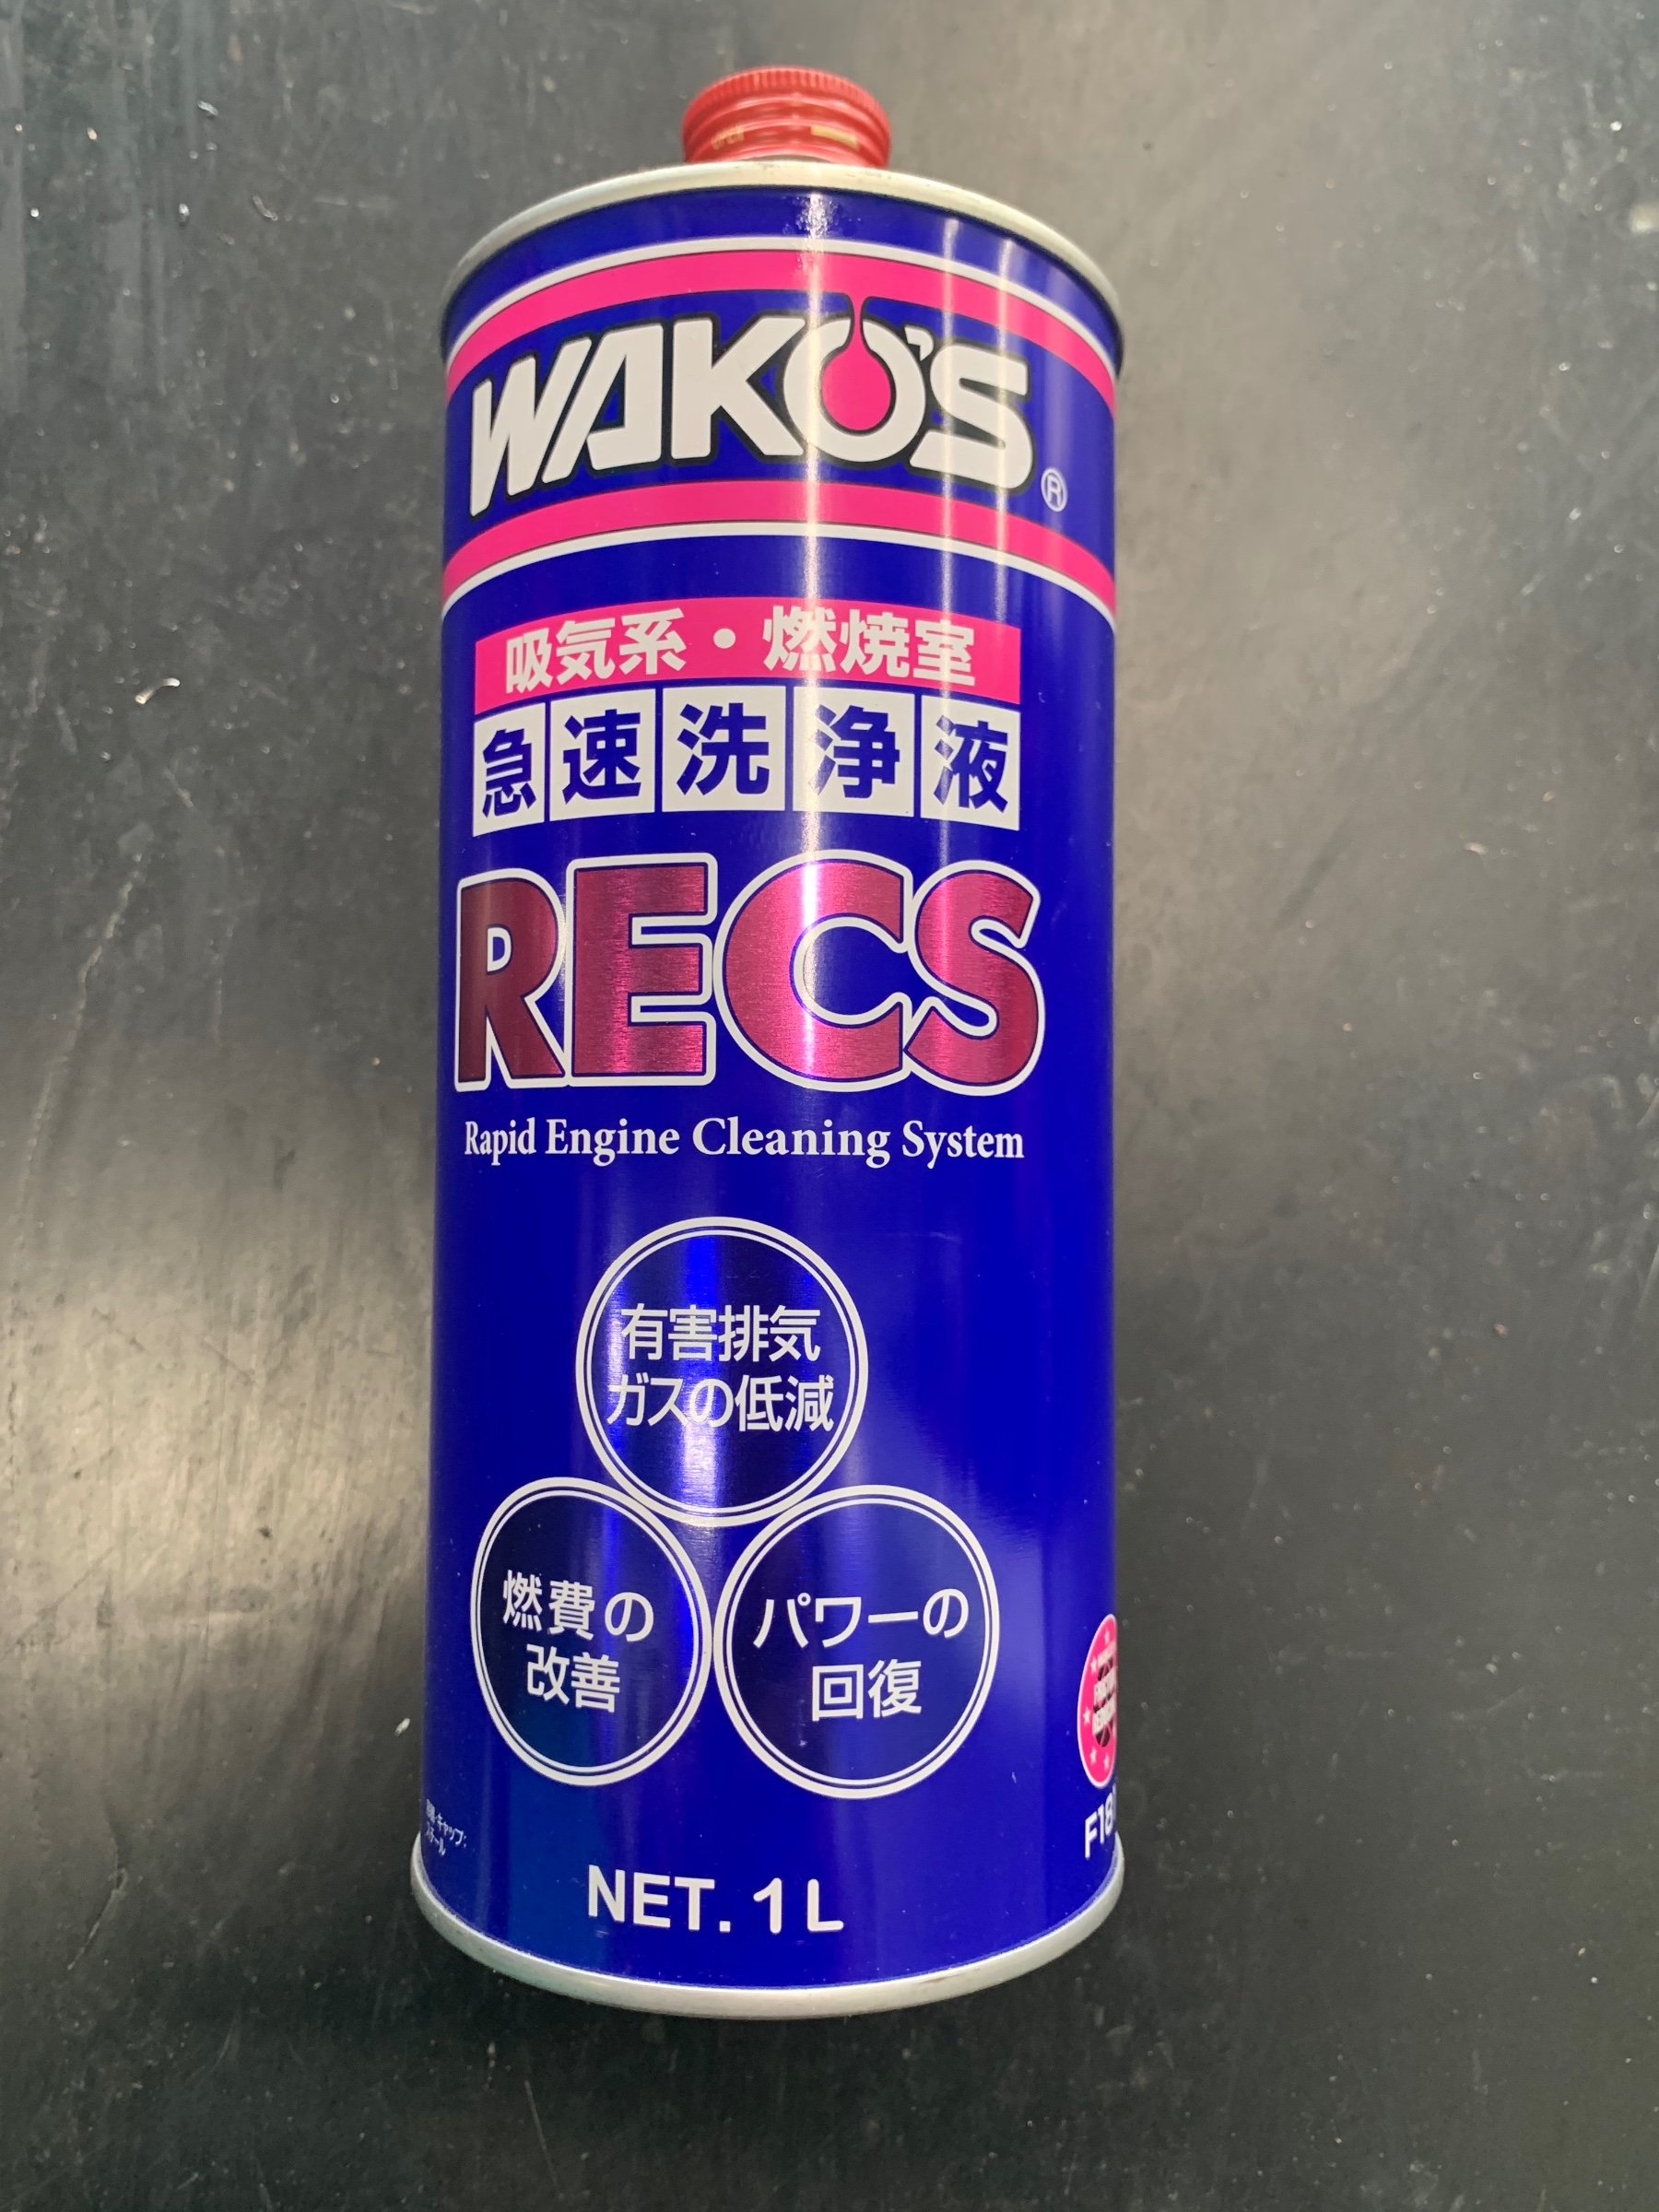 WAKO'S
®
吸気系・燃焼室
急速洗浄液
RECS
Rapid Engine Cleaning System
有害排気
ガスの低減
燃費の
改善
パワーの
回復
F18
NET. 1L